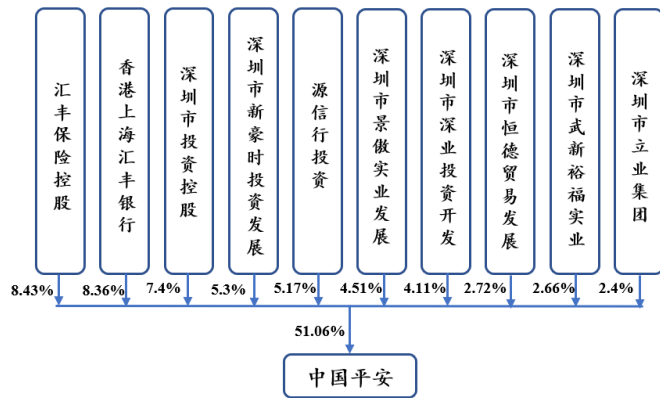 汇丰保险控股
香港上海汇丰银行
深圳市投资控股
深圳市新豪时投资发展
源信行投资
深圳市景傲实业发展
深圳市深业投资开发
深圳市恒德贸易发展
深圳市武新裕福实业
深圳市立业集团
8.43%
8.36%
7.4%
5.3%
5.17%
4.51%
4.11%
2.72%
2.66%
2.4%
51.06%
中国平安